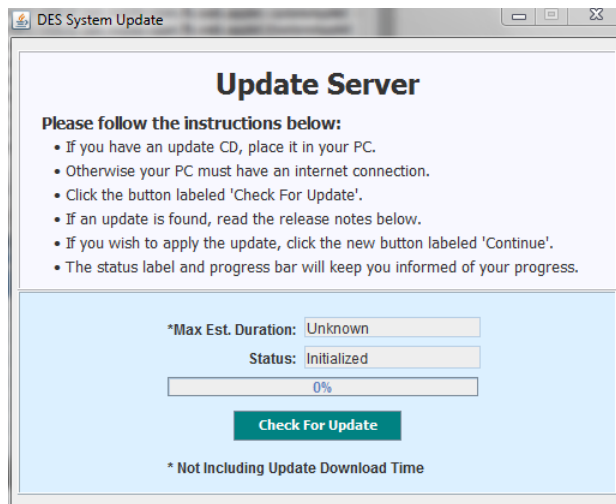 DES System Update
Update Server
Please follow the instructions below:
• If you have an update CD, place it in your PC.
• Otherwise your PC must have an internet connection.
• Click the button labeled 'Check For Update'.
• If an update is found, read the release notes below.
• If you wish to apply the update, click the new button labeled 'Continue'.
• The status label and progress bar will keep you informed of your progress.
*Max Est. Duration: Unknown
Status: Initialized
0%
Check For Update
* Not Including Update Download Time